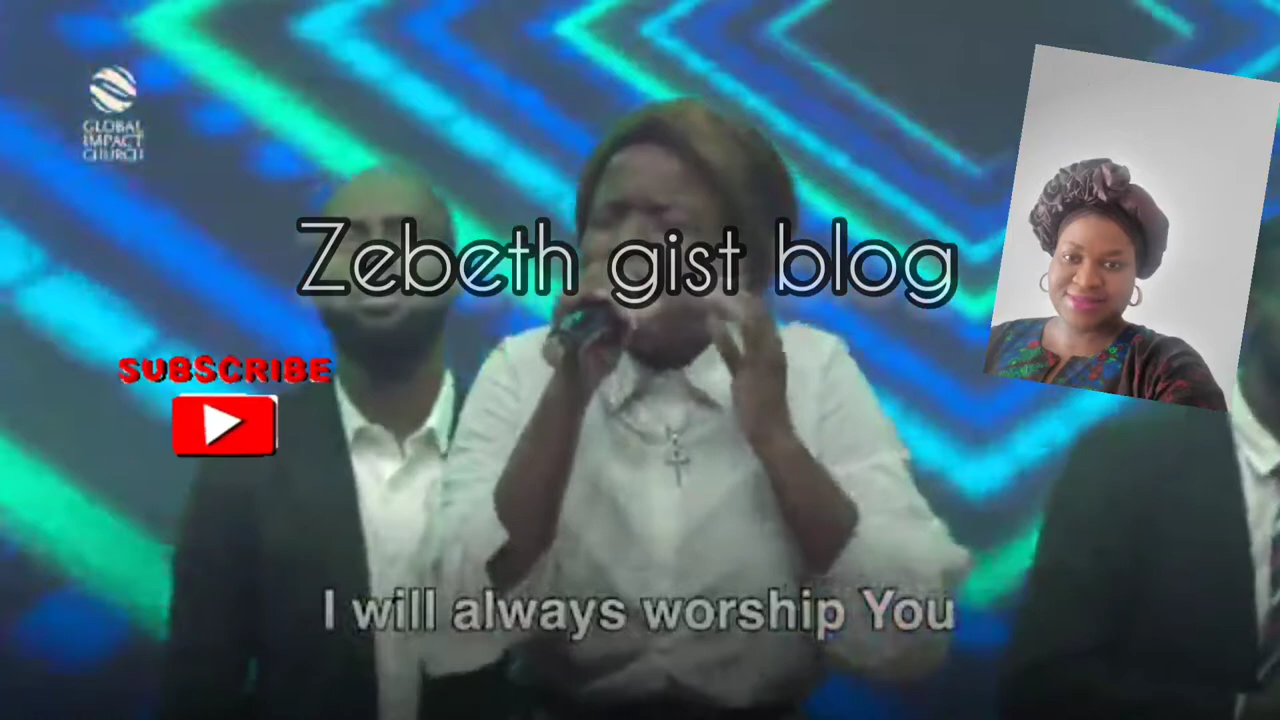 GLOBAL
IMPACT
CHURCH
Zebeth gist blog
SUBSCRIBE
I will always worship You